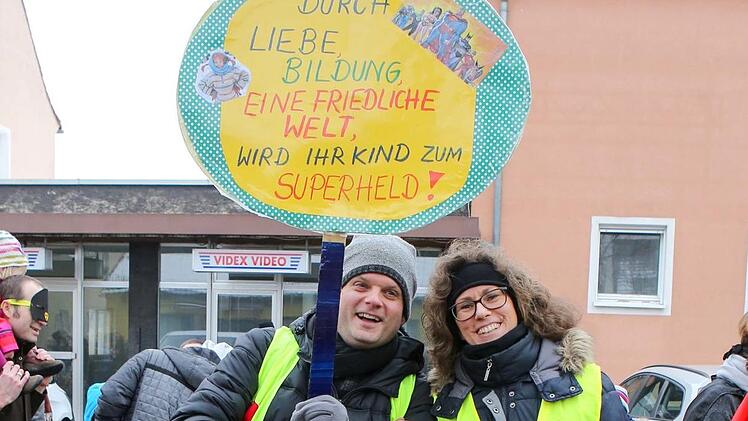 DURCH
LIEBE,
BILDUNG,
EINE FRIEDLICHE
WELT,
WIRD IHR KIND ZUM
SUPERHELD!
VIDEX VIDEO